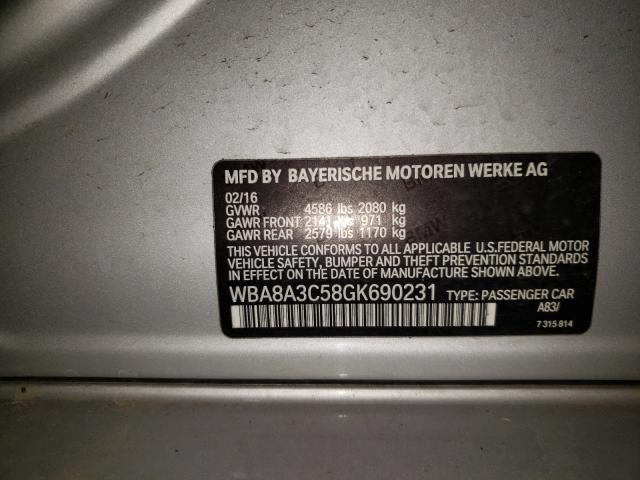 MFD BY BAYERISCHE MOTOREN WERKE AG
02/16
GVWR 4586 lbs 2080 kg
GAWR FRONT 2141 lbs 971 kg
GAWR REAR 2579 lbs 1170 kg
THIS VEHICLE CONFORMS TO ALL APPLICABLE U.S.FEDERAL MOTOR
VEHICLE SAFETY, BUMPER AND THEFT PREVENTION STANDARDS
IN EFFECT ON THE DATE OF MANUFACTURE SHOWN ABOVE.
WBA8A3C58GK690231 TYPE: PASSENGER CAR
A83/
7 315 814